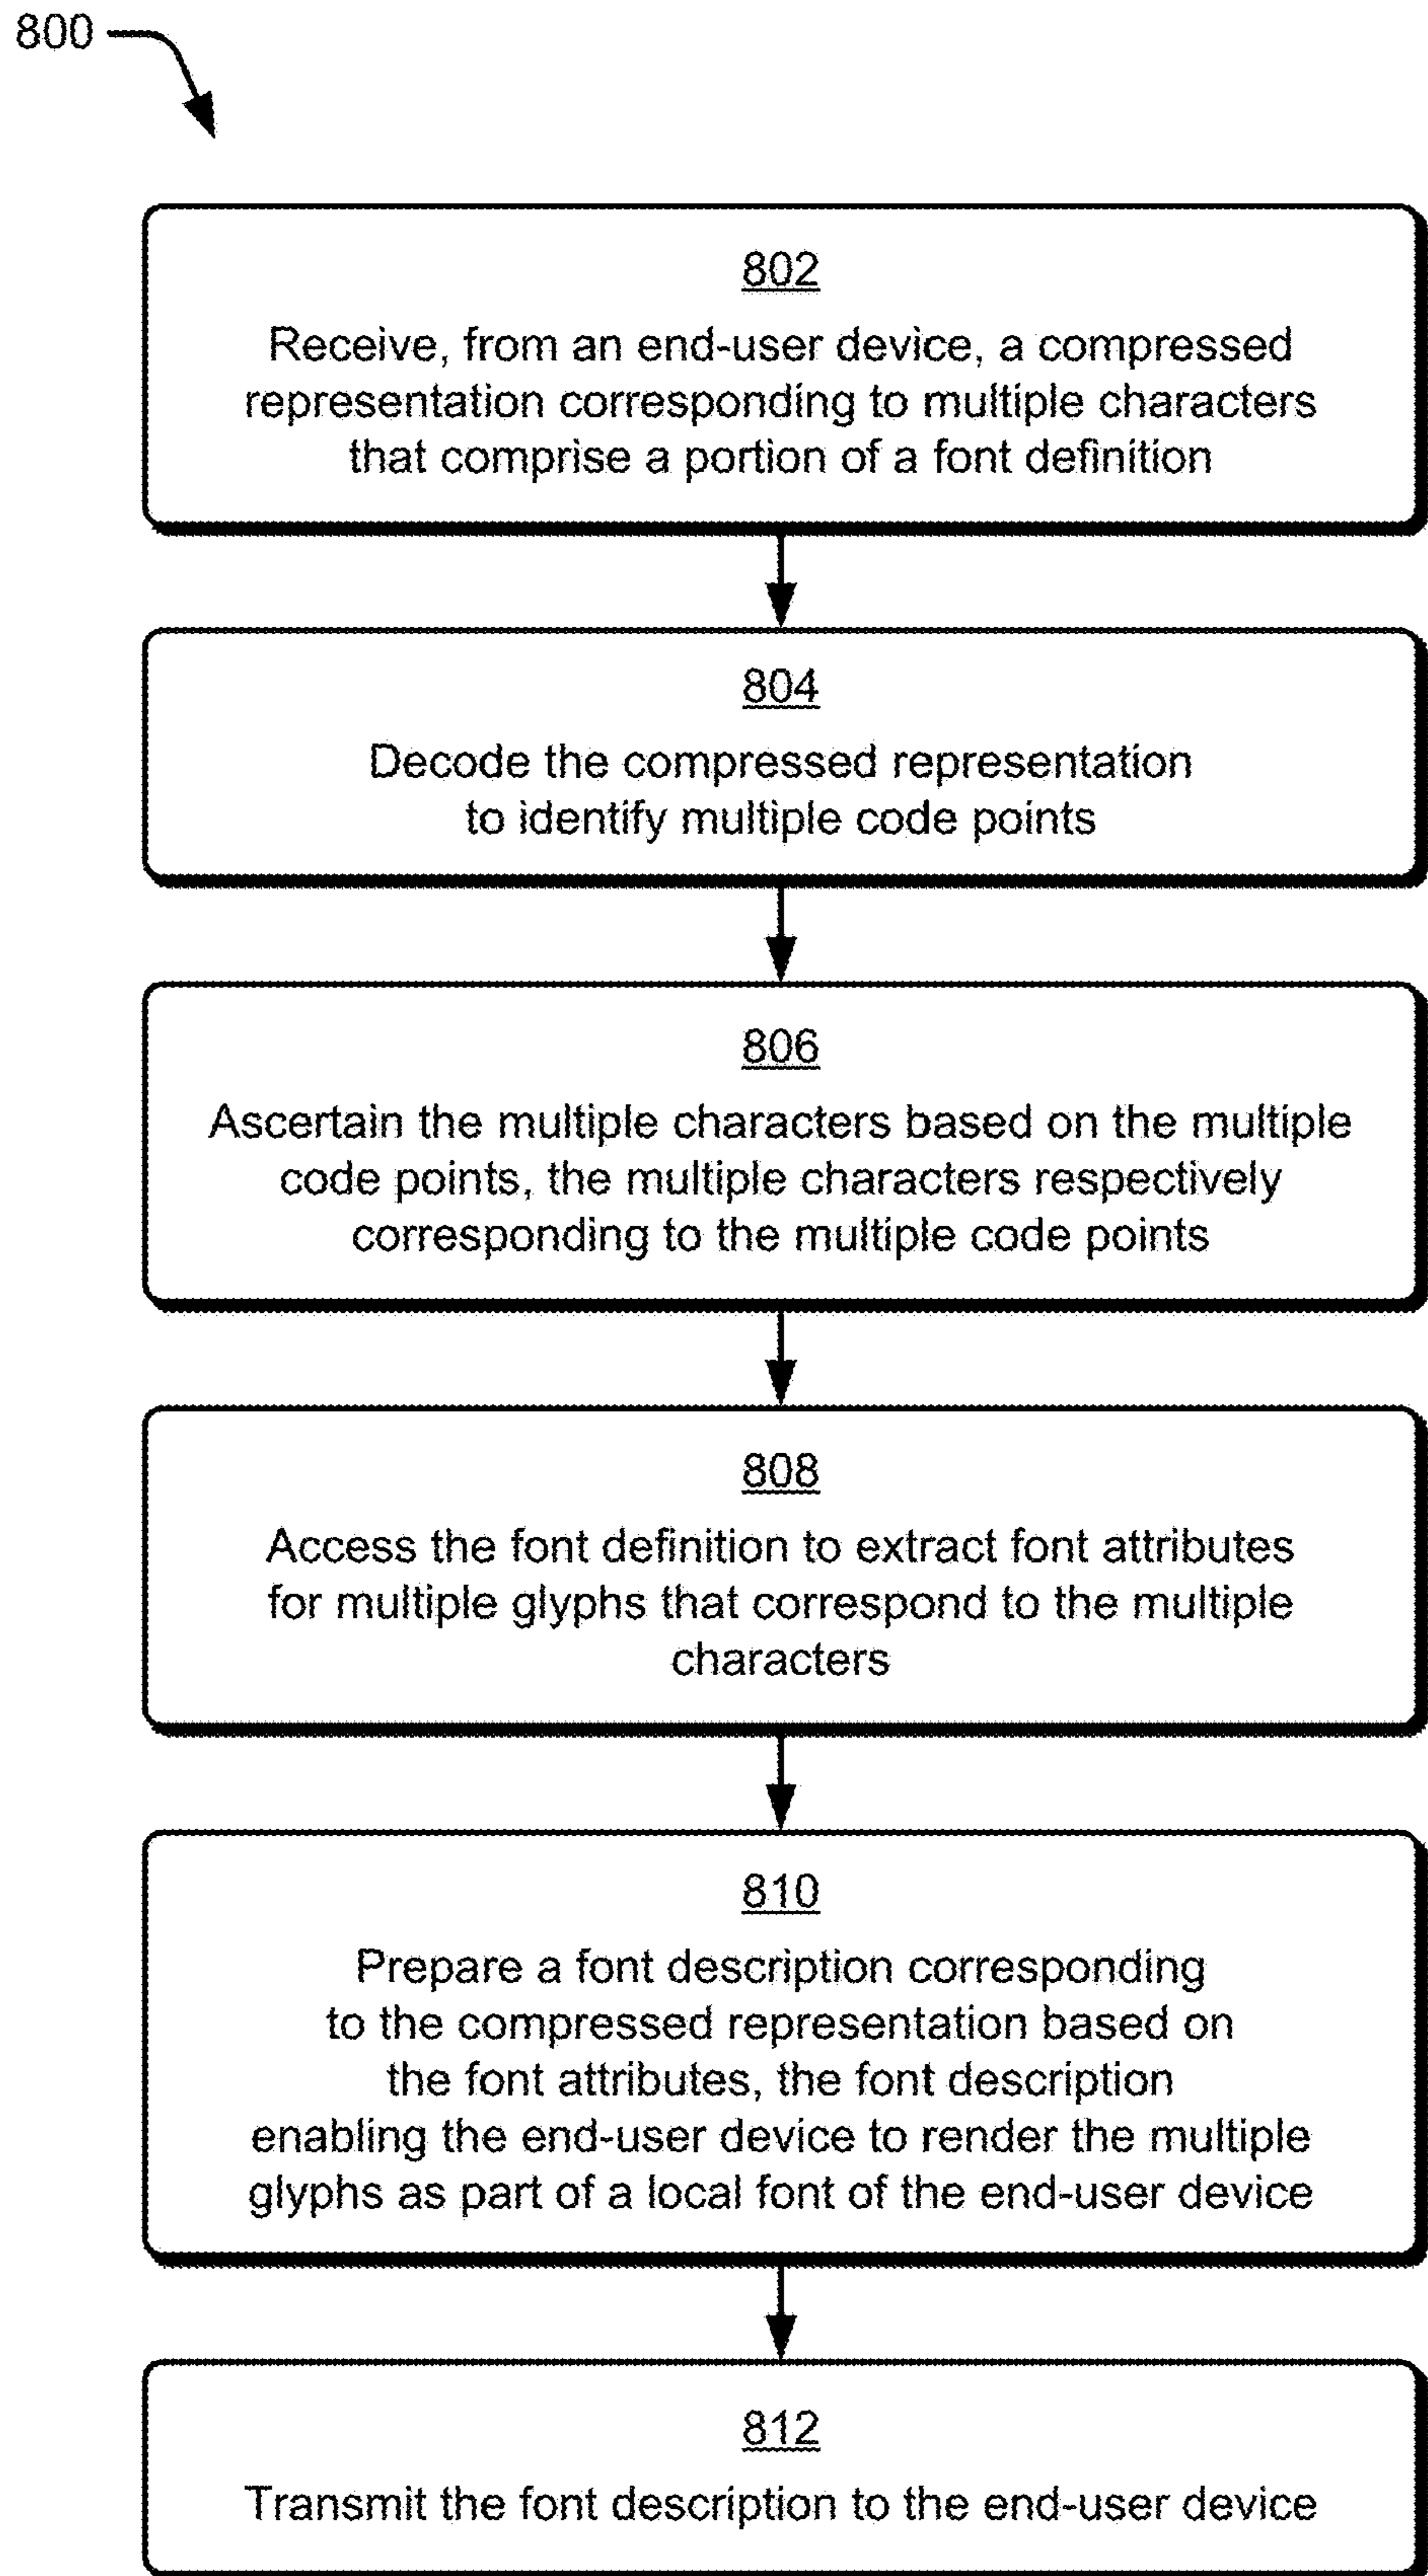 800
802
Receive, from an end-user device, a compressed
representation corresponding to multiple characters
that comprise a portion of a font definition
804
Decode the compressed representation
to identify multiple code points
806
Ascertain the multiple characters based on the multiple
code points, the multiple characters respectively
corresponding to the multiple code points
808
Access the font definition to extract font attributes
for multiple glyphs that correspond to the multiple
characters
810
Prepare a font description corresponding
to the compressed representation based on
the font attributes, the font description
enabling the end-user device to render the multiple
glyphs as part of a local font of the end-user device
812
Transmit the font description to the end-user device